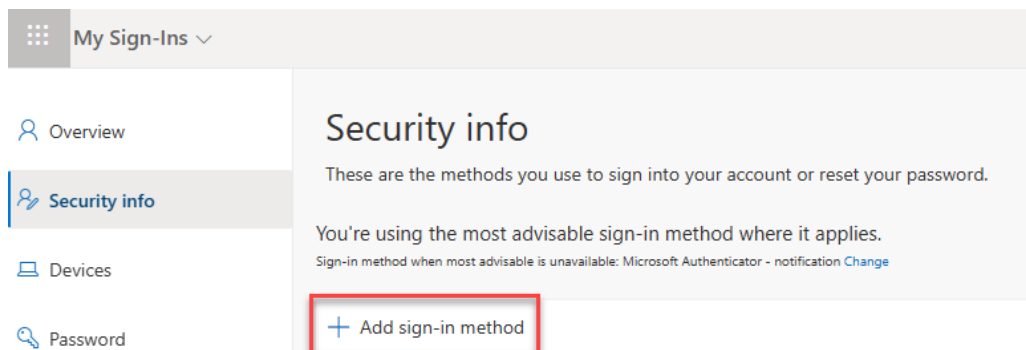 My Sign-Ins
Overview
Security info
Devices
Password
Security info
These are the methods you use to sign into your account or reset your password.
You're using the most advisable sign-in method where it applies.
Sign-in method when most advisable is unavailable: Microsoft Authenticator - notification Change
+ Add sign-in method